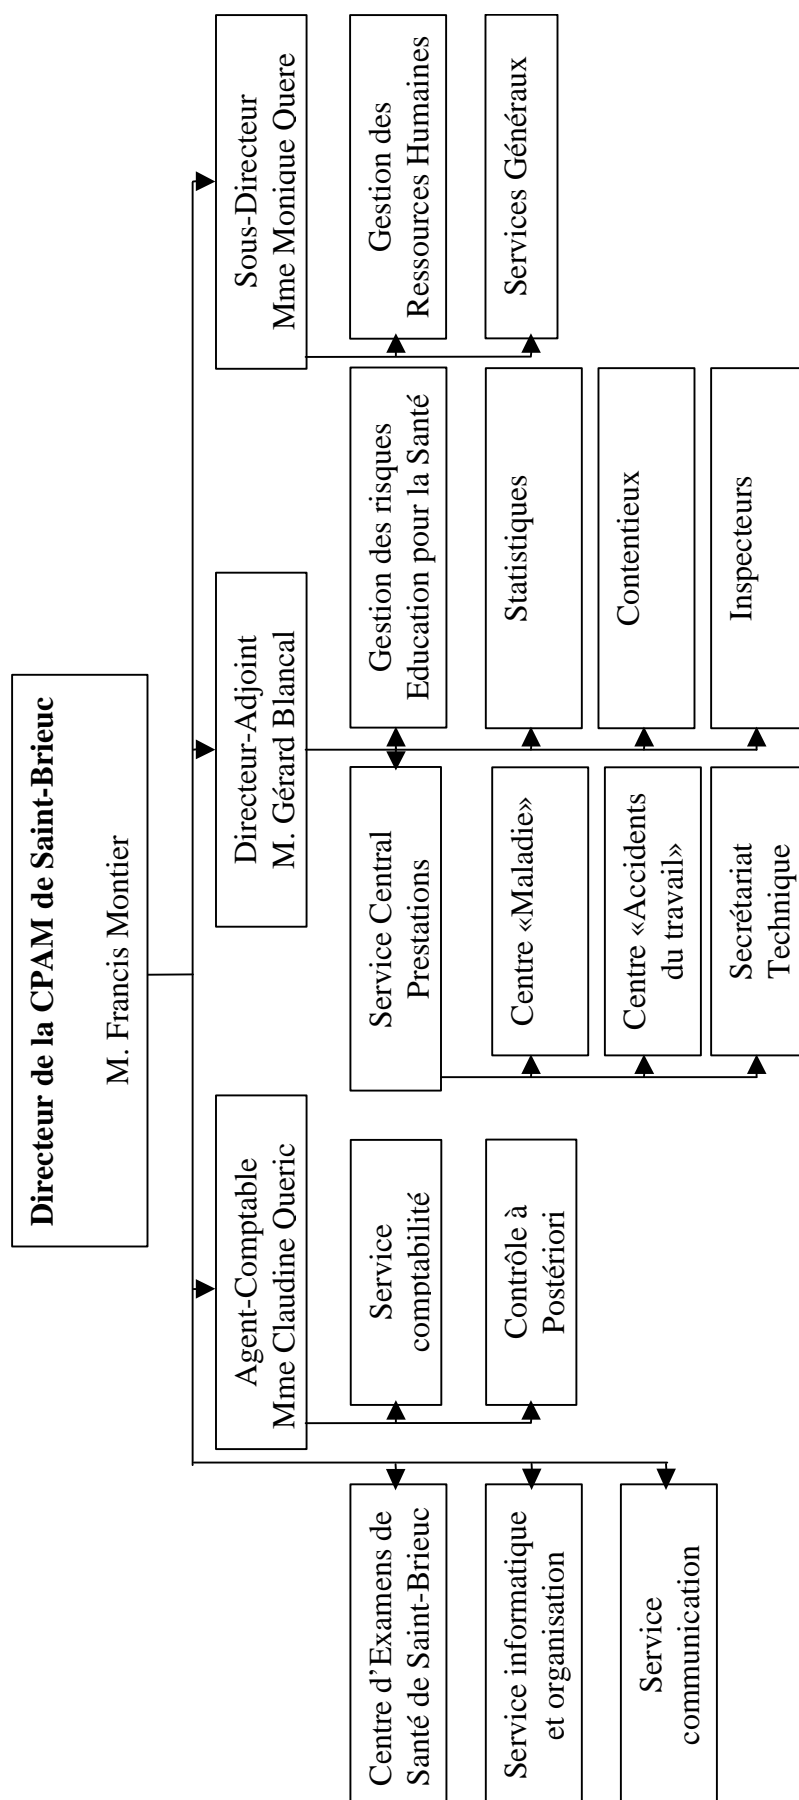 Directeur de la CPAM de Saint-Brieuc
M. Francis Montier
Agent-Comptable
Mme Claudine Queric
Directeur-Adjoint
M. Gérard Blancal
Sous-Directeur
Mme Monique Quere
Centre d'Examens de
Santé de Saint-Brieuc
Service
comptabilité
Service Central
Prestations
Gestion des risques
Education pour la Santé
Gestion des
Ressources Humaines
Service informatique
et organisation
Contrôle à
Postériori
Centre «Maladie»
Statistiques
Services Généraux
Centre «Accidents
du travail»
Contentieux
Service
communication
Secrétariat
Technique
Inspecteurs